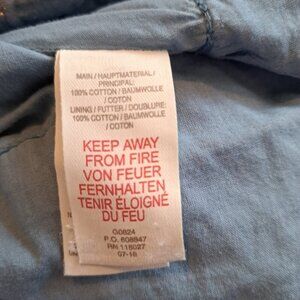 MAIN / HAUPTMATERIAL /
PRINCIPAL:
100% COTTON / BAUMWOLLE
/ COTON
LINING / FUTTER / DOUBLURE:
100% COTTON / BAUMWOLLE
/ COTON
KEEP AWAY
FROM FIRE
VON FEUER
FERNHALTEN
TENIR ÉLOIGNÉ
DU FEU
G0824
P.O. 608847
RN 118027
07-18